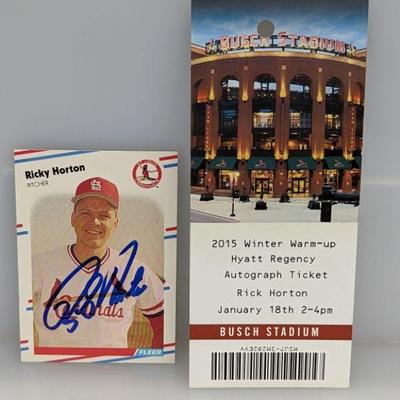 Ricky Horton
PITCHER
Cardinals
FLEER
BUSCH STADIUM
2015 Winter Warm-up
Hyatt Regency
Autograph Ticket
Rick Horton
January 18th 2-4pm
BUSCH STADIUM